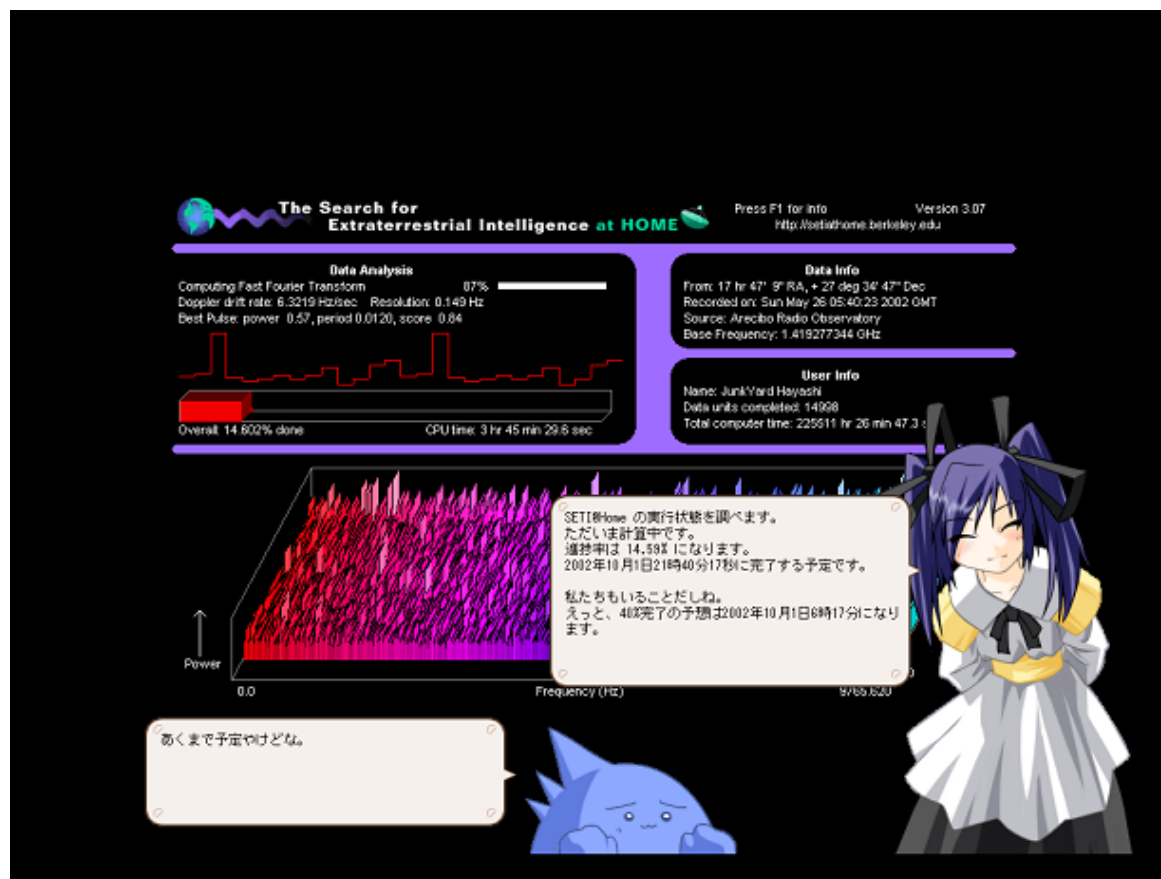 The Search for
Extraterrestrial Intelligence at HOME
Press F1 for info Version 3.07
http://setiathome.berkeley.edu
Data Analysis
Computing Fast Fourier Transform 87%
Doppler drift rate: 6.3219 Hz/sec Resolution: 0.149 Hz
Best Pulse: power 0.57, period 0.0120, score 0.84
Overall: 14.602% done CPU time: 3 hr 45 min 29.6 sec
Data Info
From: 17 hr 47' 9" RA, + 27 deg 34' 47" Dec
Recorded on: Sun May 26 05:40:23 2002 GMT
Source: Arecibo Radio Observatory
Base Frequency: 1.419277344 GHz
User Info
Name: JunkYard Hayashi
Data units completed: 14998
Total computer time: 225511 hr 26 min 47.3 s
SETI@Home の実行状態を調べます。
ただいま計算中です。
進捗率は 14.59% になります。
2002年10月1日21時40分17秒に完了する予定です。
私たちもいることだしね。
えっと、40%完了の予想は2002年10月1日6時17分になり
ます。
Power
0.0 Frequency (Hz) 9765.620
あくまで予定やけどな。